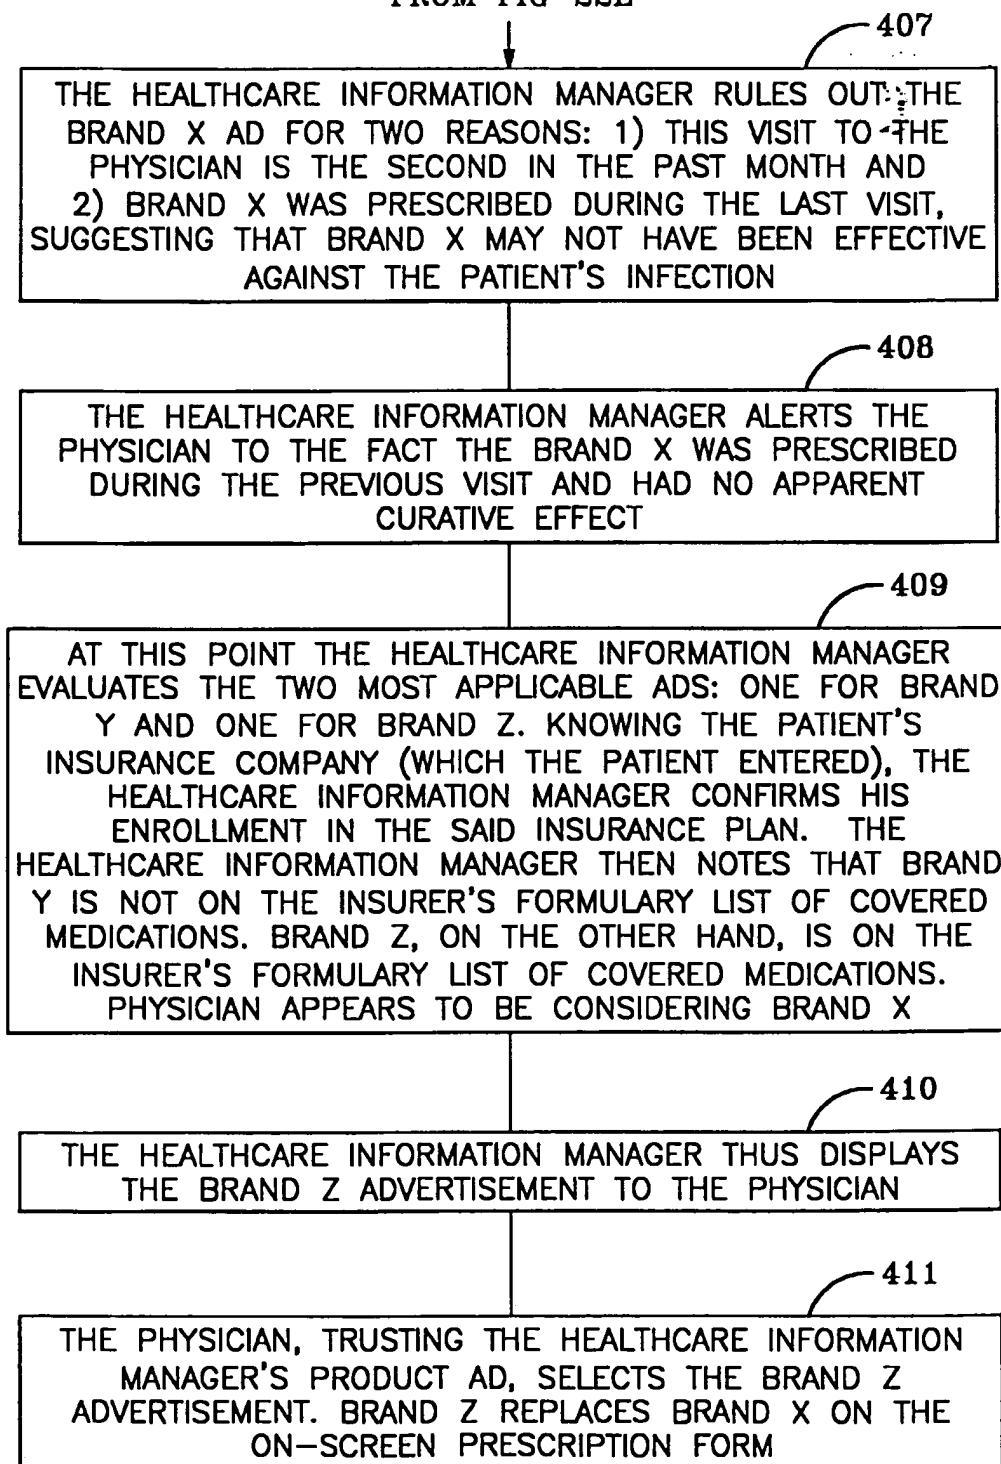 407
THE HEALTHCARE INFORMATION MANAGER RULES OUT THE
BRAND X AD FOR TWO REASONS: 1) THIS VISIT TO THE
PHYSICIAN IS THE SECOND IN THE PAST MONTH AND
2) BRAND X WAS PRESCRIBED DURING THE LAST VISIT,
SUGGESTING THAT BRAND X MAY NOT HAVE BEEN EFFECTIVE
AGAINST THE PATIENT'S INFECTION
408
THE HEALTHCARE INFORMATION MANAGER ALERTS THE
PHYSICIAN TO THE FACT THE BRAND X WAS PRESCRIBED
DURING THE PREVIOUS VISIT AND HAD NO APPARENT
CURATIVE EFFECT
409
AT THIS POINT THE HEALTHCARE INFORMATION MANAGER
EVALUATES THE TWO MOST APPLICABLE ADS: ONE FOR BRAND
Y AND ONE FOR BRAND Z. KNOWING THE PATIENT'S
INSURANCE COMPANY (WHICH THE PATIENT ENTERED), THE
HEALTHCARE INFORMATION MANAGER CONFIRMS HIS
ENROLLMENT IN THE SAID INSURANCE PLAN. THE
HEALTHCARE INFORMATION MANAGER THEN NOTES THAT BRAND
Y IS NOT ON THE INSURER'S FORMULARY LIST OF COVERED
MEDICATIONS. BRAND Z, ON THE OTHER HAND, IS ON THE
INSURER'S FORMULARY LIST OF COVERED MEDICATIONS.
PHYSICIAN APPEARS TO BE CONSIDERING BRAND X
410
THE HEALTHCARE INFORMATION MANAGER THUS DISPLAYS
THE BRAND Z ADVERTISEMENT TO THE PHYSICIAN
411
THE PHYSICIAN, TRUSTING THE HEALTHCARE INFORMATION
MANAGER'S PRODUCT AD, SELECTS THE BRAND Z
ADVERTISEMENT. BRAND Z REPLACES BRAND X ON THE
ON-SCREEN PRESCRIPTION FORM